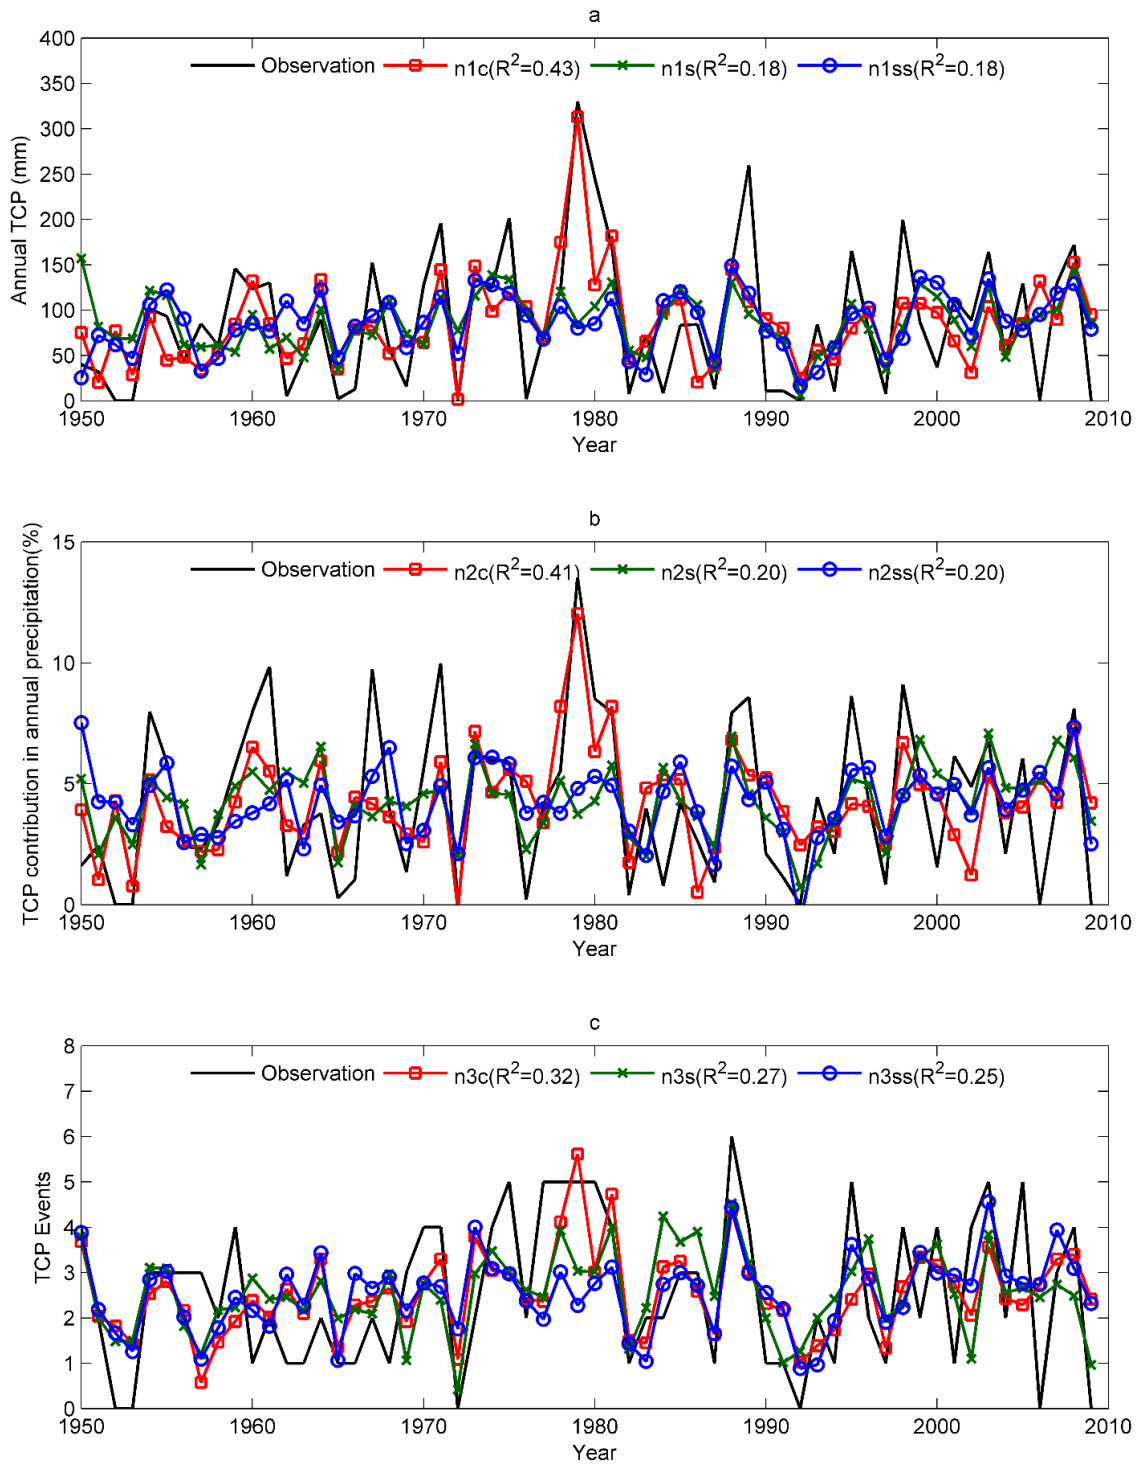 a
400
350
300
250
200
150
100
50
0
Annual TCP (mm)
Observation n1c(R²=0.43) n1s(R²=0.18) n1ss(R²=0.18)
1950 1960 1970 1980 1990 2000 2010
Year
b
15
10
5
0
TCP contribution in annual precipitation(%)
Observation n2c(R²=0.41) n2s(R²=0.20) n2ss(R²=0.20)
1950 1960 1970 1980 1990 2000 2010
Year
c
8
7
6
5
4
3
2
1
0
TCP Events
Observation n3c(R²=0.32) n3s(R²=0.27) n3ss(R²=0.25)
1950 1960 1970 1980 1990 2000 2010
Year